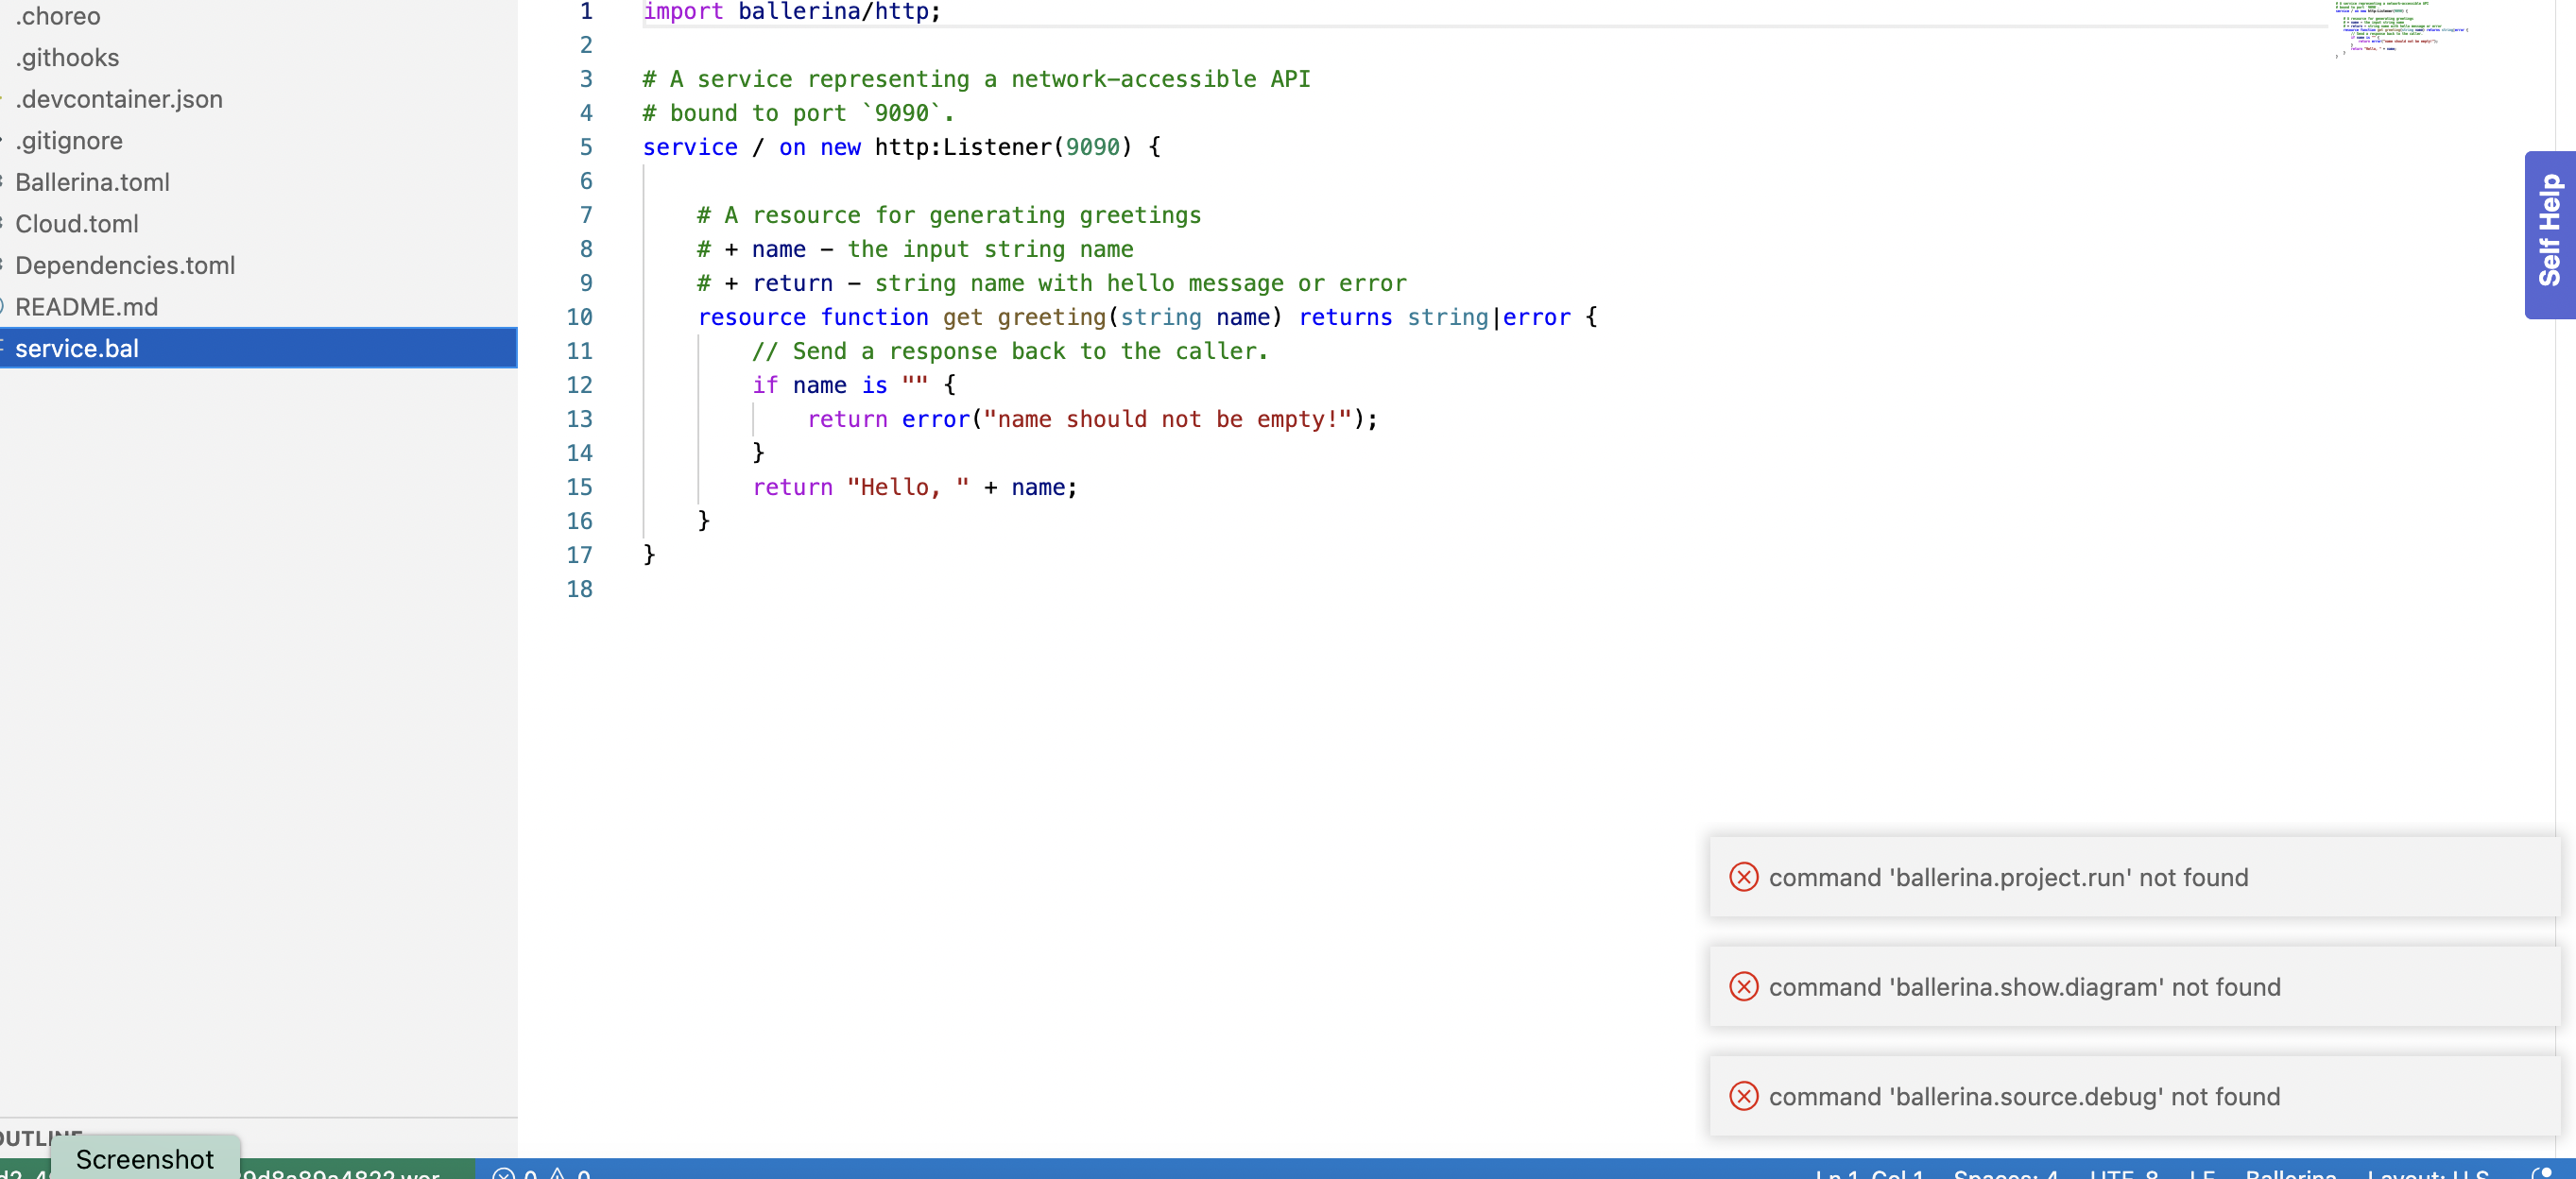 .choreo
.githooks
.devcontainer.json
.gitignore
Ballerina.toml
Cloud.toml
Dependencies.toml
README.md
service.bal
1 import ballerina/http;
2
3 # A service representing a network-accessible API
4 # bound to port `9090`.
5 service / on new http:Listener(9090) {
6
7 # A resource for generating greetings
8 # + name - the input string name
9 # + return - string name with hello message or error
10 resource function get greeting(string name) returns string|error {
11 // Send a response back to the caller.
12 if name is "" {
13 return error("name should not be empty!");
14 }
15 return "Hello, " + name;
16 }
17 }
18
Self Help
command 'ballerina.project.run' not found
command 'ballerina.show.diagram' not found
command 'ballerina.source.debug' not found
OUTLINE
Screenshot
0 0
Ln 1, Col 1 Spaces: 4 UTF-8 LF Ballerina Layout: U.S.